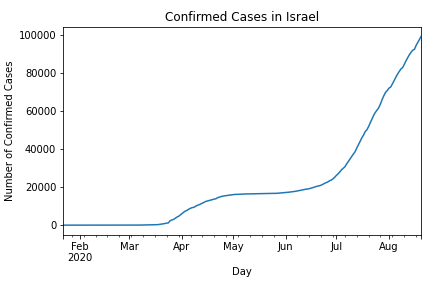 Confirmed Cases in Israel
Number of Confirmed Cases
100000
80000
60000
40000
20000
0
Feb Mar Apr May Jun Jul Aug
2020
Day